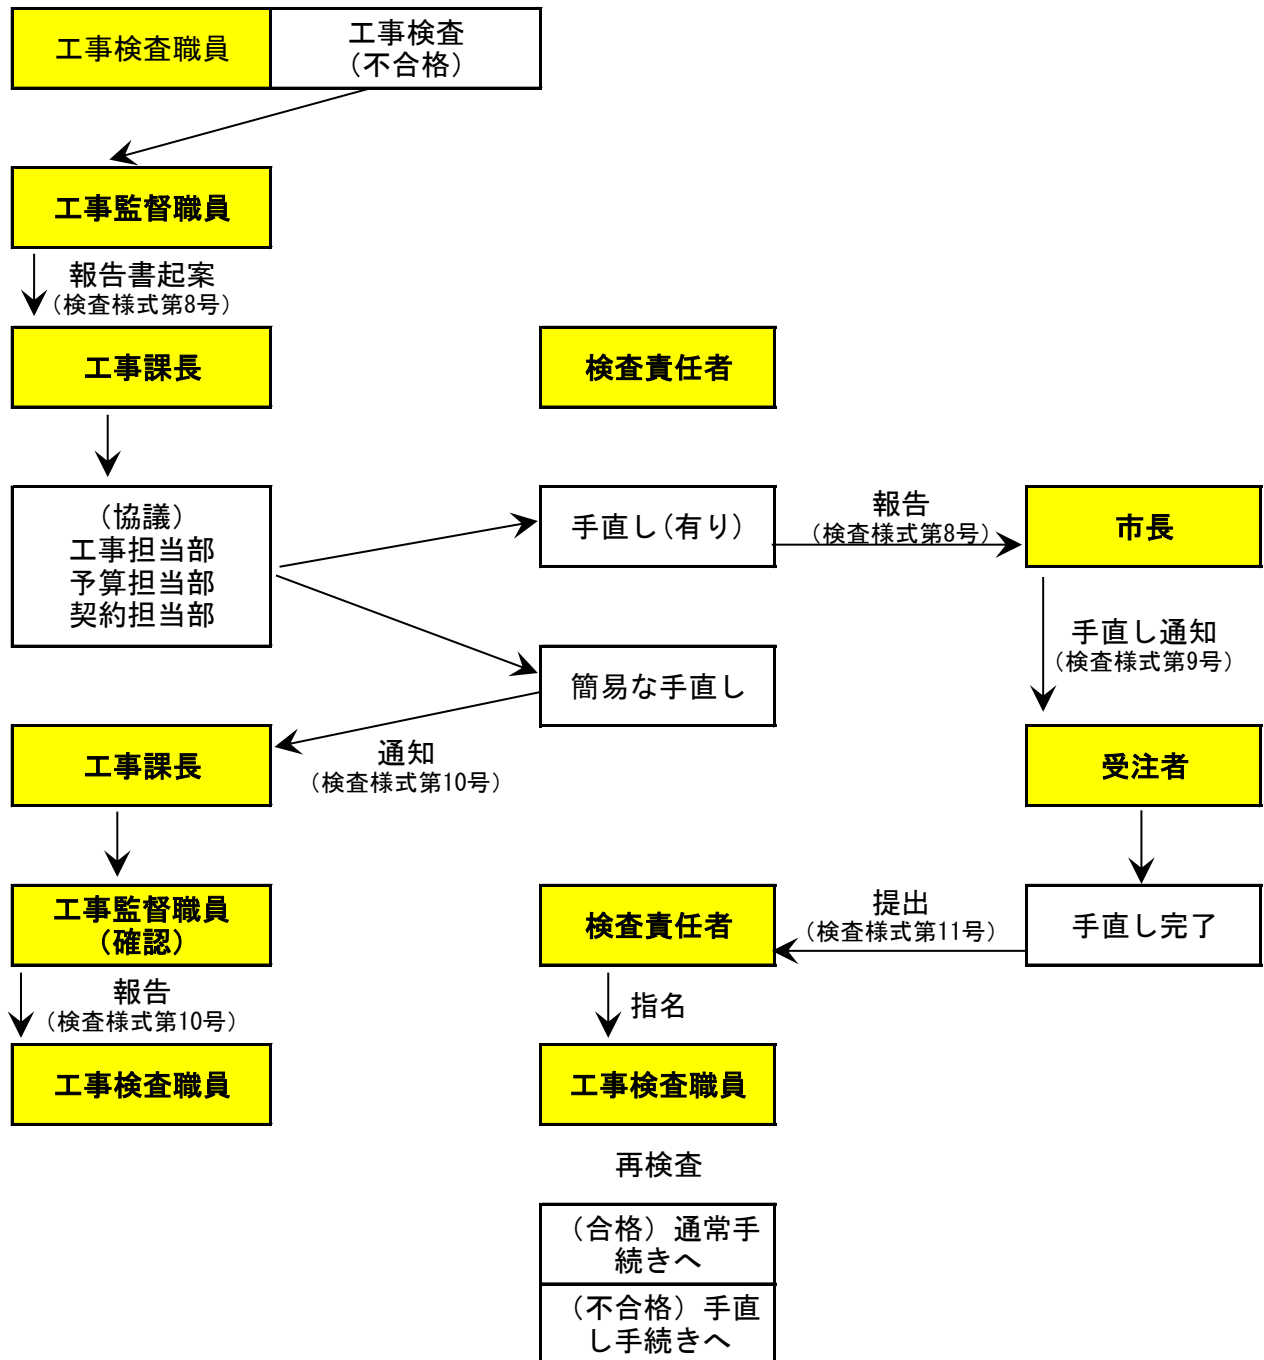 工事検査職員
工事検査
（不合格）
工事監督職員
報告書起案
（検査様式第8号）
工事課長
検査責任者
（協議）
工事担当部
予算担当部
契約担当部
手直し（有り）
報告
（検査様式第8号）
市長
手直し通知
（検査様式第9号）
簡易な手直し
通知
（検査様式第10号）
工事課長
受注者
工事監督職員
（確認）
検査責任者
提出
（検査様式第11号）
手直し完了
報告
（検査様式第10号）
指名
工事検査職員
工事検査職員
再検査
（合格）通常手
続きへ
（不合格）手直
し手続きへ